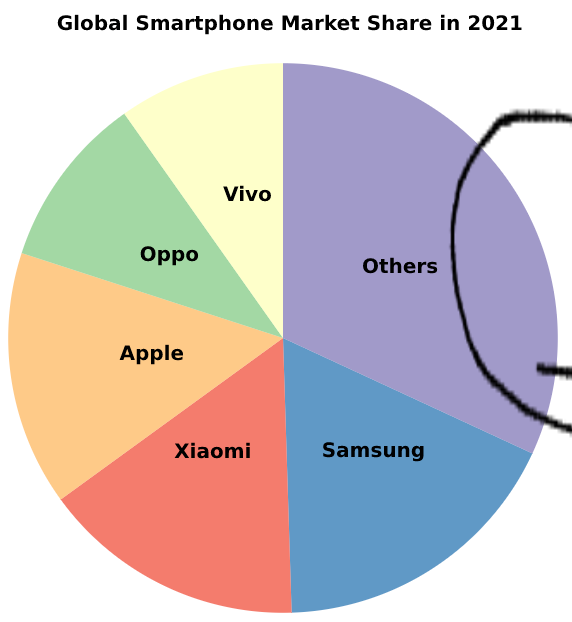 Global Smartphone Market Share in 2021
Vivo
Oppo
Others
Apple
Xiaomi
Samsung